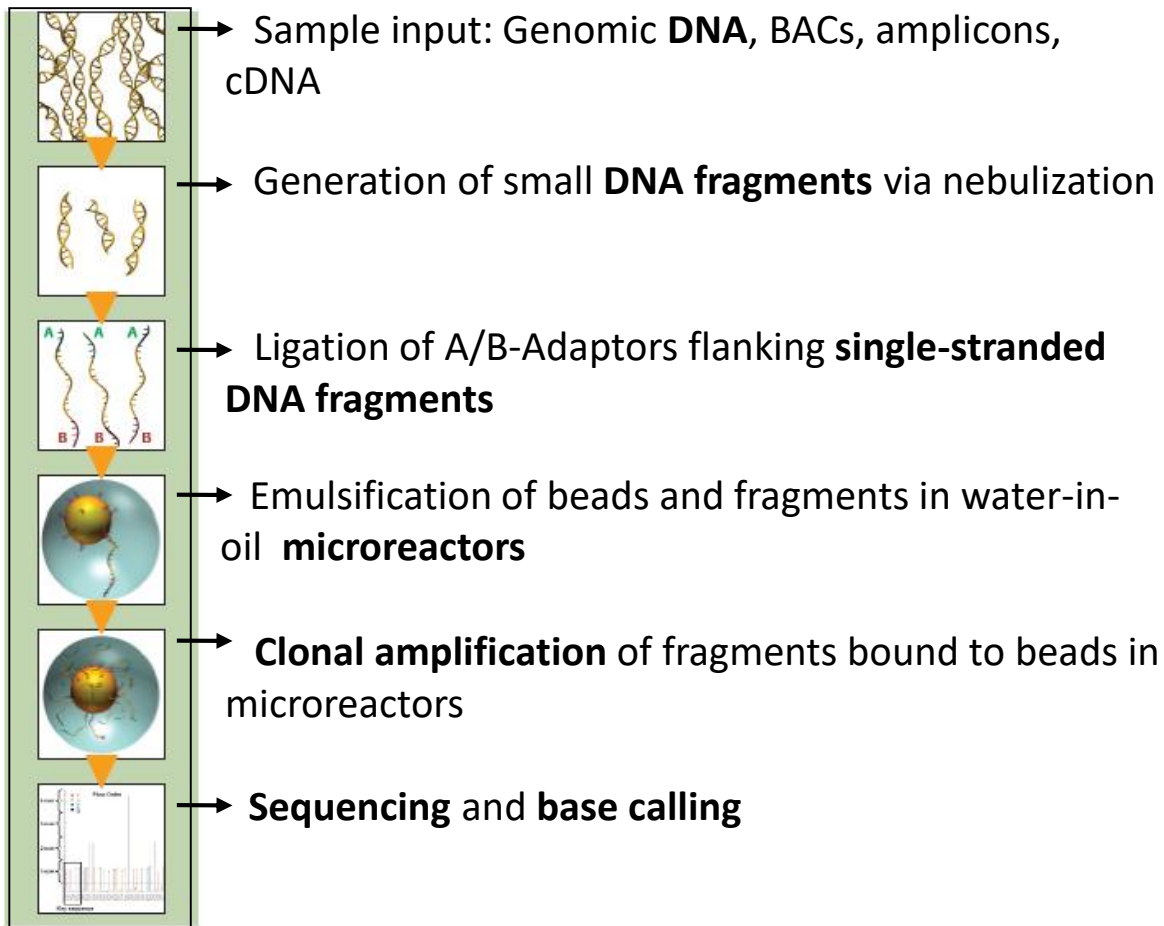 Sample input: Genomic DNA, BACs, amplicons,
cDNA
Generation of small DNA fragments via nebulization
A A A
Ligation of A/B-Adaptors flanking single-stranded
DNA fragments
B B B
Emulsification of beads and fragments in water-in-
oil microreactors
Clonal amplification of fragments bound to beads in
microreactors
Sequencing and base calling
Flow Order
Key sequence